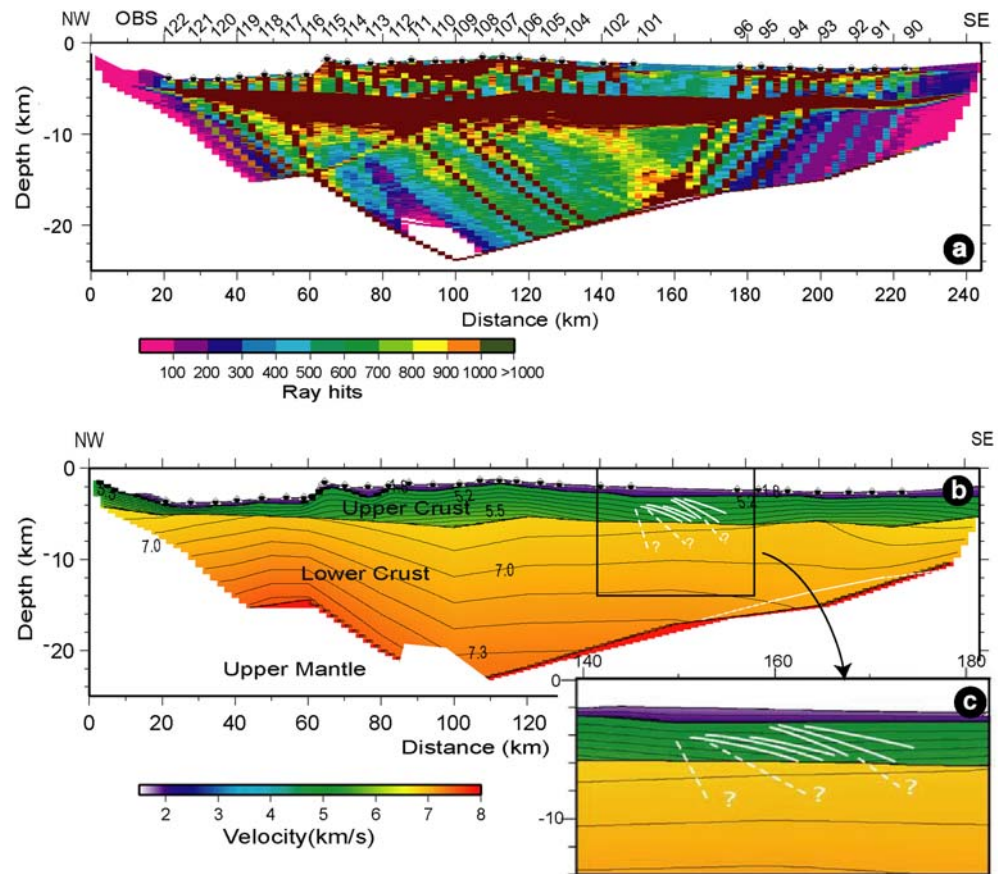 NW OBS 122 121 120 119 118 117 116 115 114 113 112 111 110 109 108 107 106 105 104 102 101 96 95 94 93 92 91 90 SE
0
-10
-20
Depth (km)
a
0 20 40 60 80 100 120 140 160 180 200 220 240
Distance (km)
100 200 300 400 500 600 700 800 900 1000 >1000
Ray hits
NW SE
0
-10
-20
Depth (km)
b
5.2
Upper Crust
5.5
7.0
Lower Crust
7.0
7.3
Upper Mantle
? ? ?
0 20 40 60 80 100 120
Distance (km)
2 3 4 5 6 7 8
Velocity(km/s)
140 160 180
0
-10
c
? ? ?